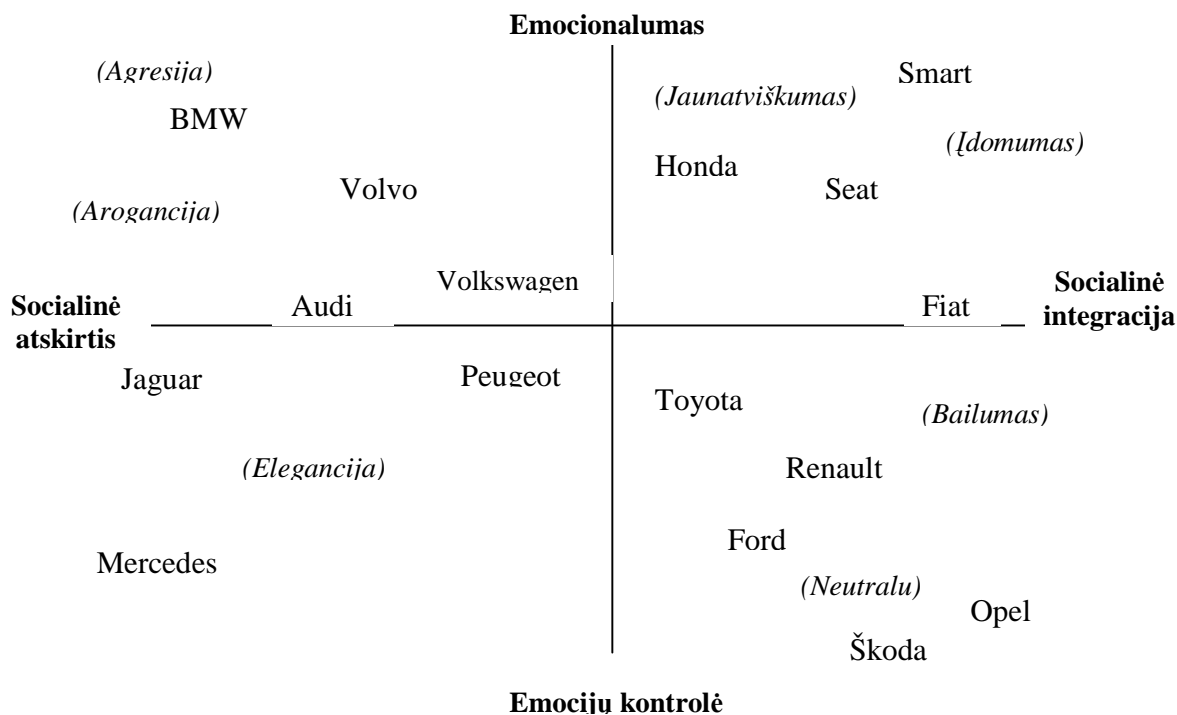 Emocionalumas
(Agresija)
Smart
(Jaunatviškumas)
BMW
(Įdomumas)
Honda
Volvo
Seat
(Arogancija)
Volkswagen
Socialinė
atskirtis
Audi
Fiat
Socialinė
integracija
Jaguar
Peugeot
Toyota
(Bailumas)
(Elegancija)
Renault
Ford
Mercedes
(Neutralu)
Opel
Škoda
Emocijų kontrolė